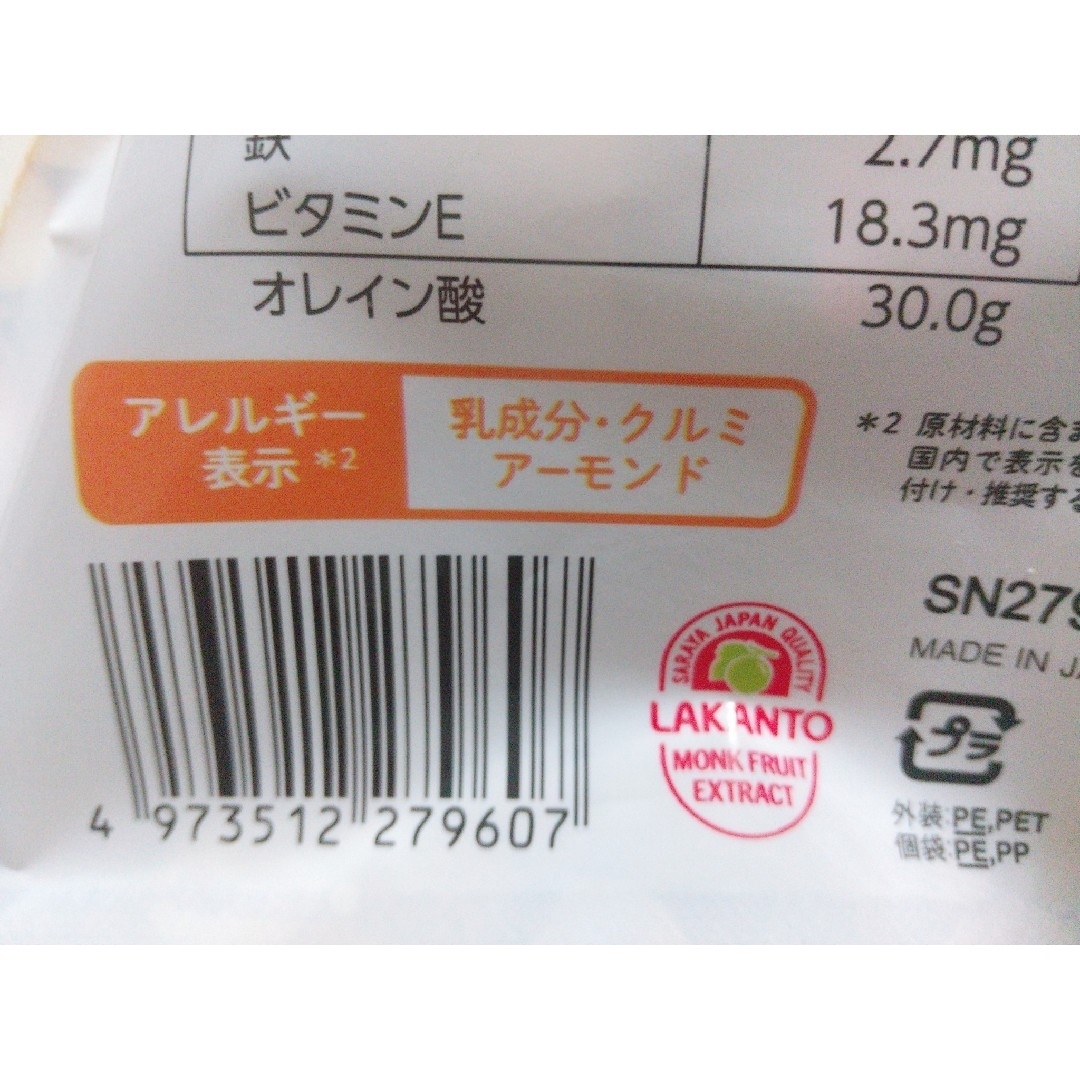 鉄 2.7mg
ビタミンE 18.3mg
オレイン酸 30.0g
アレルギー
表示*2
乳成分・クルミ
アーモンド
*2 原材料に含ま
国内で表示を
付け・推奨する
4 973512 279607
SARAYA JAPAN QUALITY
LAKANTO
MONK FRUIT
EXTRACT
SN279
MADE IN J
プラ
外装:PE,PET
個袋:PE,PP